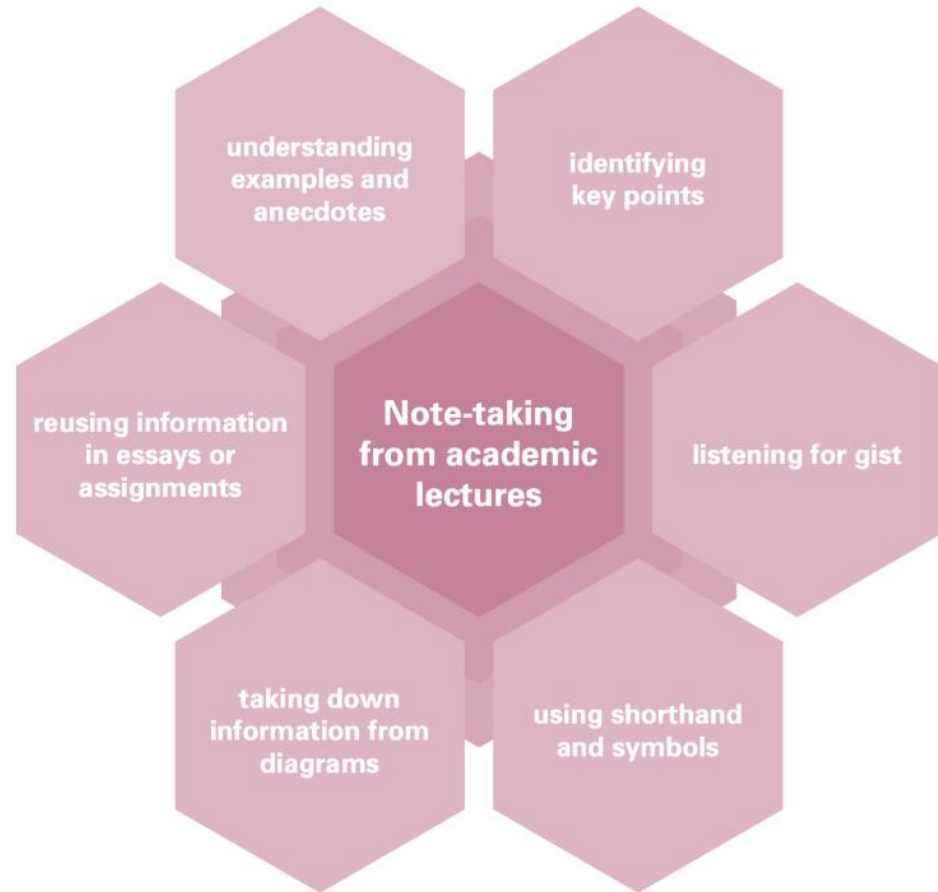 understanding
examples and
anecdotes
identifying
key points
reusing information
in essays or
assignments
Note-taking
from academic
lectures
listening for gist
taking down
information from
diagrams
using shorthand
and symbols